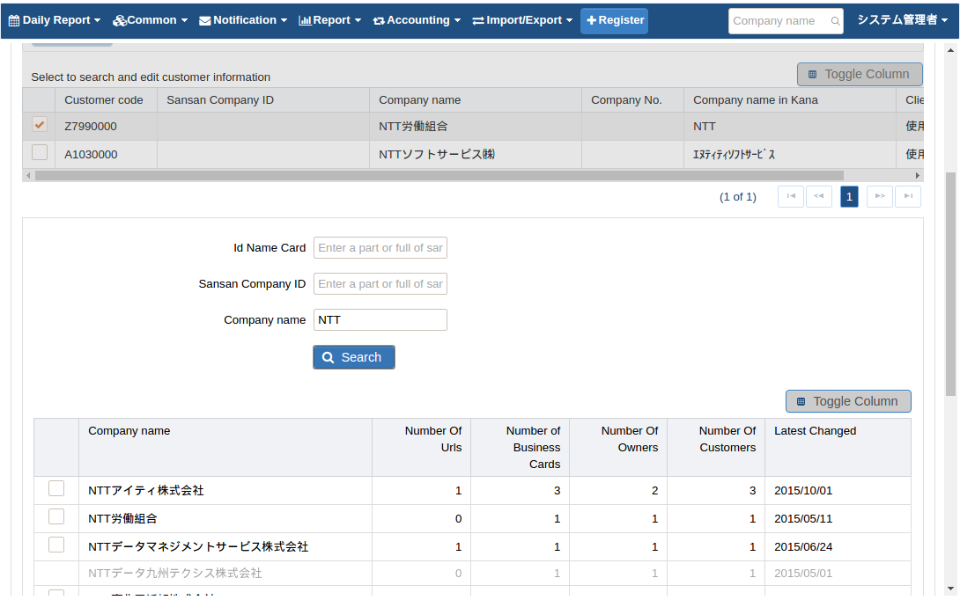 Daily Report Common Notification Report Accounting Import/Export Register Company name システム管理者
Select to search and edit customer information
Toggle Column
Customer code Sansan Company ID Company name Company No. Company name in Kana Clie
Z7990000 NTT労働組合 NTT 使用
A1030000 NTTソフトサービス㈱ ｴﾇﾃｨﾃｨｿﾌﾄｻｰﾋﾞｽ 使用
(1 of 1) 1
Id Name Card Enter a part or full of sar
Sansan Company ID Enter a part or full of sar
Company name NTT
Search
Toggle Column
Company name Number Of Urls Number of Business Cards Number Of Owners Number Of Customers Latest Changed
NTTアイティ株式会社 1 3 2 3 2015/10/01
NTT労働組合 0 1 1 1 2015/05/11
NTTデータマネジメントサービス株式会社 1 1 1 1 2015/06/24
NTTデータ九州テクシス株式会社 0 1 1 1 2015/05/01